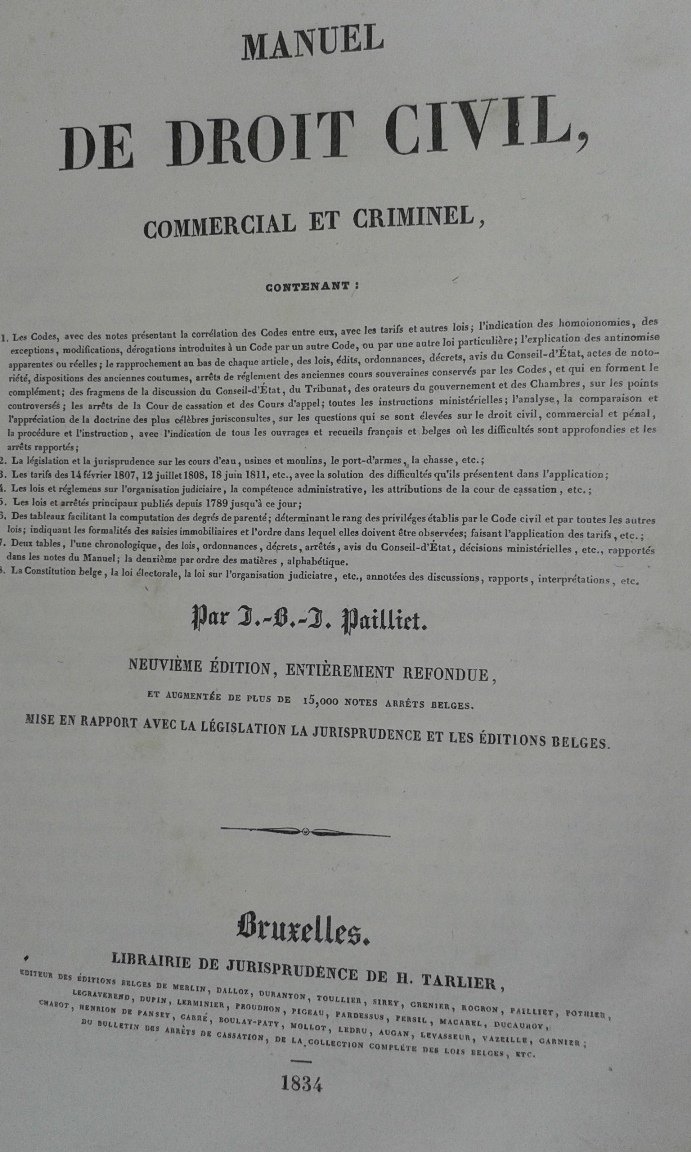 MANUEL
DE DROIT CIVIL,
COMMERCIAL ET CRIMINEL,
CONTENANT :
1. Les Codes, avec des notes présentant la corrélation des Codes entre eux, avec les tarifs et autres lois; l'indication des homoionomies, des
exceptions, modifications, dérogations introduites à un Code par un autre Code, ou par une autre loi particulière; l'explication des antinomise
apparentes ou réelles; le rapprochement au bas de chaque article, des lois, édits, ordonnances, décrets, avis du Conseil-d'État, actes de noto-
riété, dispositions des anciennes coutumes, arrêts de réglement des anciennes cours souveraines conservés par les Codes, et qui en forment le
complément; des fragmens de la discussion du Conseil-d'État, du Tribunat, des orateurs du gouvernement et des Chambres, sur les points
controversés; les arrêts de la Cour de cassation et des Cours d'appel; toutes les instructions ministérielles; l'analyse, la comparaison et
l'appréciation de la doctrine des plus célèbres jurisconsultes, sur les questions qui se sont élevées sur le droit civil, commercial et pénal,
la procédure et l'instruction, avec l'indication de tous les ouvrages et recueils français et belges où les difficultés sont approfondies et les
arrêts rapportés;
2. La législation et la jurisprudence sur les cours d'eau, usines et moulins, le port-d'armes, la chasse, etc.;
3. Les tarifs des 14 février 1807, 12 juillet 1808, 18 juin 1811, etc., avec la solution des difficultés qu'ils présentent dans l'application;
4. Les lois et réglemens sur l'organisation judiciaire, la compétence administrative, les attributions de la cour de cassation, etc.;
5. Les lois et arrêtés principaux publiés depuis 1789 jusqu'à ce jour;
6. Des tableaux facilitant la computation des degrés de parenté; déterminant le rang des priviléges établis par le Code civil et par toutes les autres
lois; indiquant les formalités des saisies immobiliaires et l'ordre dans lequel elles doivent être observées; faisant l'application des tarifs, etc.;
7. Deux tables, l'une chronologique, des lois, ordonnances, décrets, arrêtés, avis du Conseil-d'État, décisions ministérielles, etc., rapportés
dans les notes du Manuel; la deuxième par ordre des matières, alphabétique.
8. La Constitution belge, la loi électorale, la loi sur l'organisation judiciatre, etc., annotées des discussions, rapports, interprétations, etc.
Par J.-B.-J. Pailliet.
NEUVIÈME ÉDITION, ENTIÈREMENT REFONDUE,
ET AUGMENTÉE DE PLUS DE 15,000 NOTES ARRÊTS BELGES.
MISE EN RAPPORT AVEC LA LÉGISLATION LA JURISPRUDENCE ET LES ÉDITIONS BELGES.
Bruxelles.
LIBRAIRIE DE JURISPRUDENCE DE H. TARLIER,
EDITEUR DES ÉDITIONS BELGES DE MERLIN, DALLOZ, DURANTON, TOULLIER, SIREY, GRENIER, ROGRON, PAILLIET, POTHIER,
LEGRAVEREND, DUPIN, LERMINIER, PROUDHON, PIGEAU, PARDESSUS, PERSIL, MACAREL, DUCAUROY,
CHABOT, HENRION DE PANSEY, CARRÉ, BOULAY-PATY, MOLLOT, LEDRU, AUGAN, LEVASSEUR, VAZEILLE, GARNIER;
DU BULLETIN DES ARRÊTS DE CASSATION, DE LA COLLECTION COMPLÈTE DES LOIS BELGES, ETC.
1834